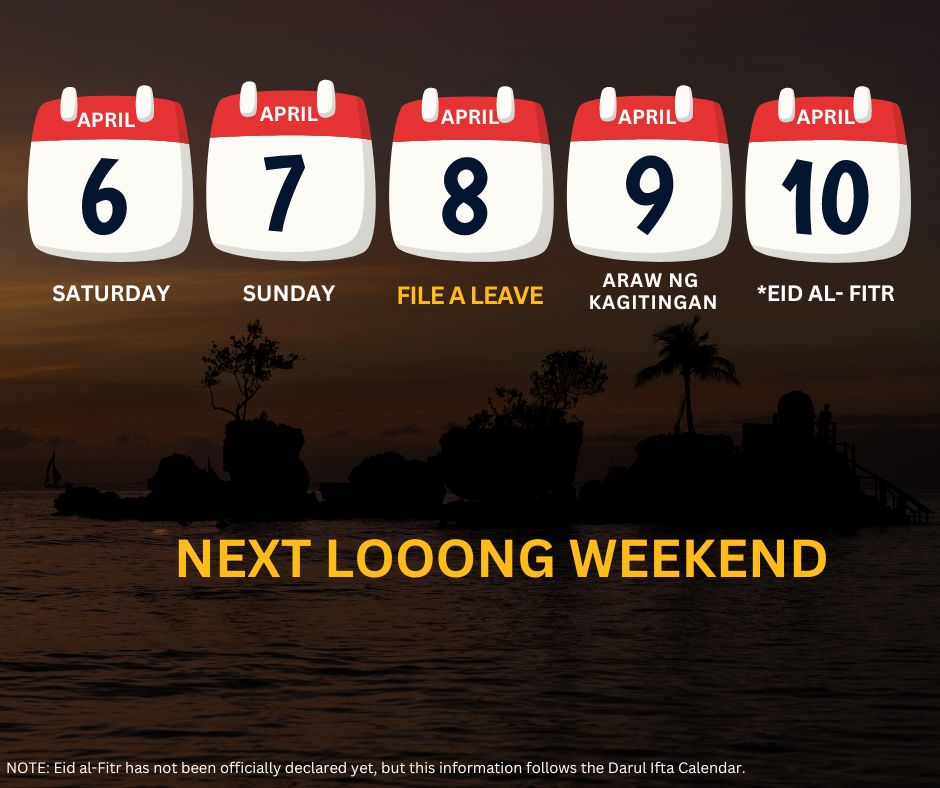 APRIL APRIL APRIL APRIL APRIL
6 7 8 9 10
SATURDAY SUNDAY FILE A LEAVE ARAW NG KAGITINGAN *EID AL- FITR
NEXT LOOONG WEEKEND
NOTE: Eid al-Fitr has not been officially declared yet, but this information follows the Darul Ifta Calendar.